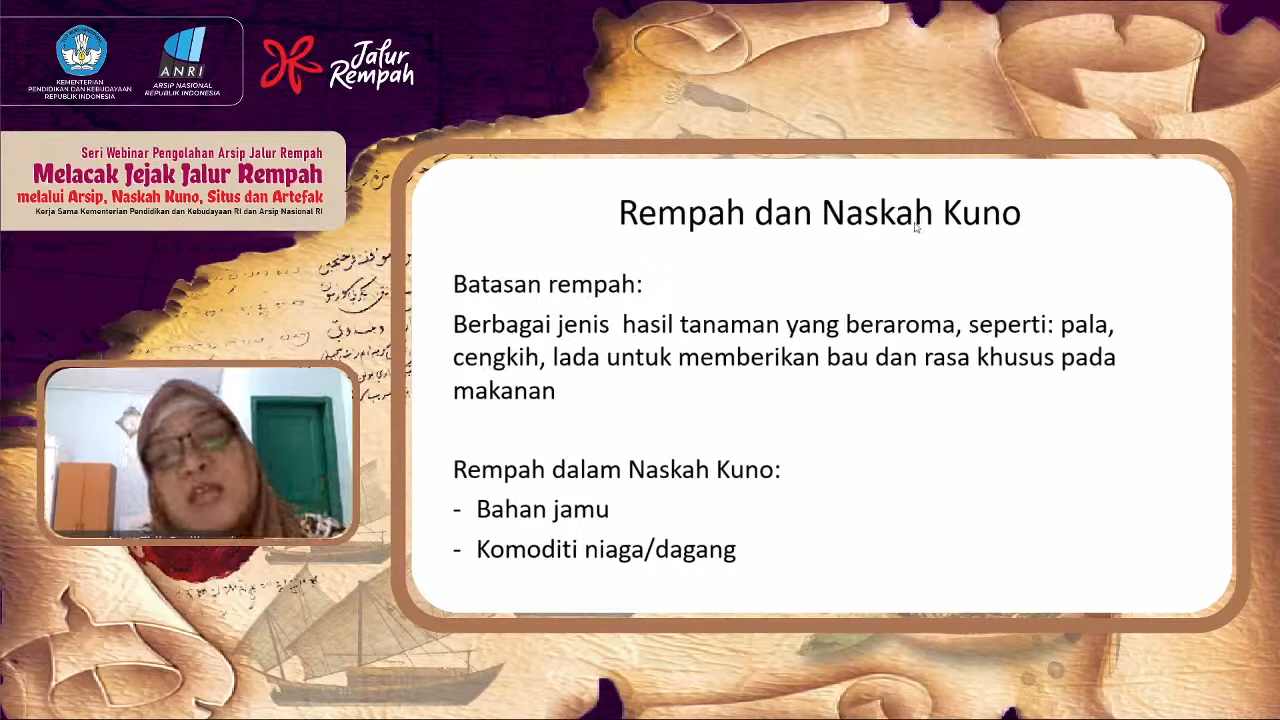 KEMENTERIAN
PENDIDIKAN DAN KEBUDAYAAN
REPUBLIK INDONESIA
ANRI
ARSIP NASIONAL
REPUBLIK INDONESIA
Jalur
Rempah
Seri Webinar Pengolahan Arsip Jalur Rempah
Melacak Jejak Jalur Rempah
melalui Arsip, Naskah Kuno, Situs dan Artefak
Kerja Sama Kementerian Pendidikan dan Kebudayaan RI dan Arsip Nasional RI
Rempah dan Naskah Kuno
Batasan rempah:
Berbagai jenis hasil tanaman yang beraroma, seperti: pala,
cengkih, lada untuk memberikan bau dan rasa khusus pada
makanan
Rempah dalam Naskah Kuno:
- Bahan jamu
- Komoditi niaga/dagang